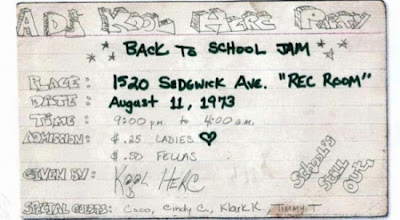 A DJ KOOL HERC PARTY
BACK TO SCHOOL JAM
PLACE: 1520 SEDGWICK AVE. "REC ROOM"
DATE: August 11, 1973
TIME: 9:00 p.m. to 4:00 a.m.
ADMISSION: $.25 LADIES ♡
$.50 FELLAS
GIVEN BY: KOOL HERC
SPECIAL GUESTS: Coco, Cindy C., Klark K., Timmy T
School's
Still
Out!